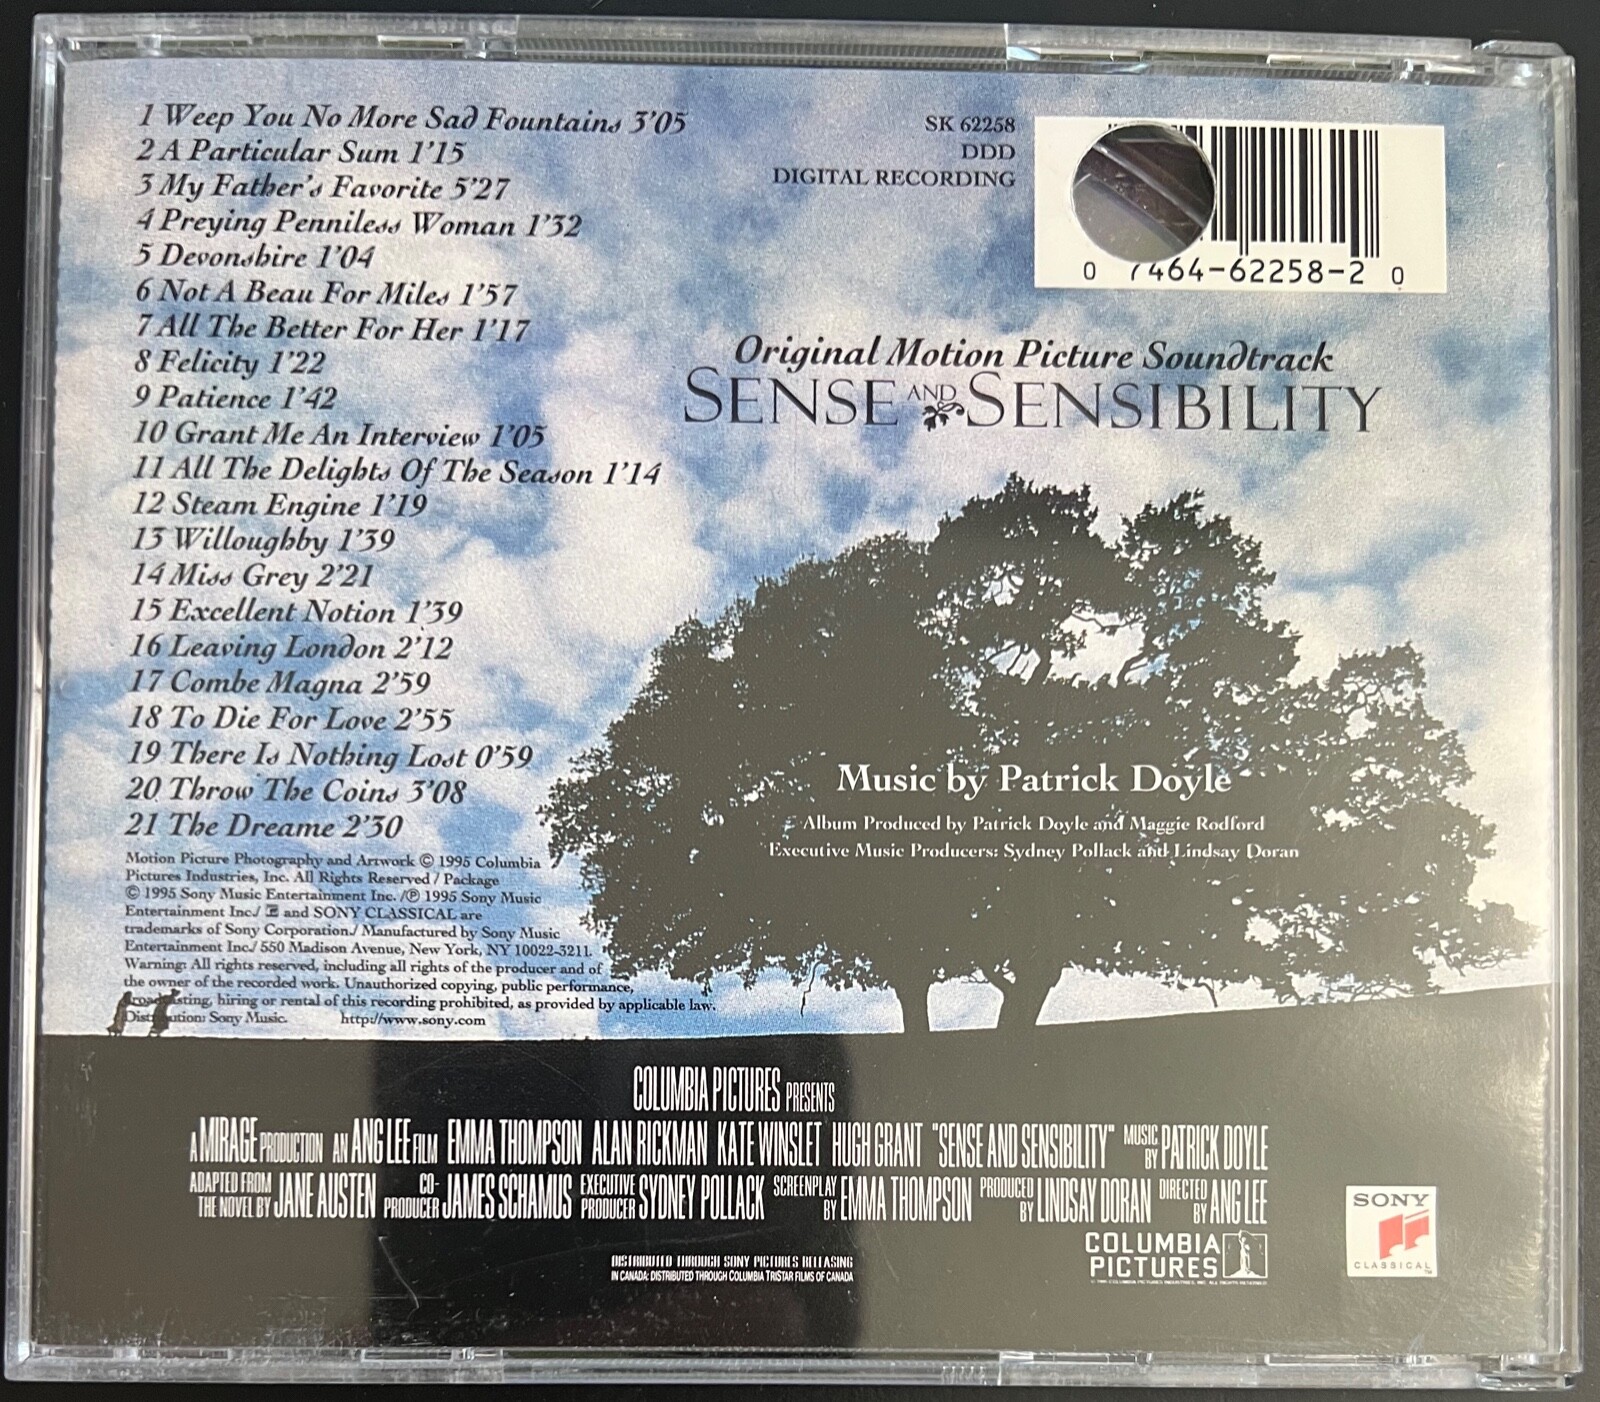 1 Weep You No More Sad Fountains 3'05
2 A Particular Sum 1'15
3 My Father's Favorite 5'27
4 Preying Penniless Woman 1'32
5 Devonshire 1'04
6 Not A Beau For Miles 1'57
7 All The Better For Her 1'17
8 Felicity 1'22
9 Patience 1'42
10 Grant Me An Interview 1'05
11 All The Delights Of The Season 1'14
12 Steam Engine 1'19
13 Willoughby 1'39
14 Miss Grey 2'21
15 Excellent Notion 1'39
16 Leaving London 2'12
17 Combe Magna 2'59
18 To Die For Love 2'55
19 There Is Nothing Lost 0'59
20 Throw The Coins 3'08
21 The Dreame 2'30
Motion Picture Photography and Artwork © 1995 Columbia
Pictures Industries, Inc. All Rights Reserved / Package
© 1995 Sony Music Entertainment Inc. /℗ 1995 Sony Music
Entertainment Inc./ and SONY CLASSICAL are
trademarks of Sony Corporation./ Manufactured by Sony Music
Entertainment Inc./ 550 Madison Avenue, New York, NY 10022-3211.
Warning: All rights reserved, including all rights of the producer and of
the owner of the recorded work. Unauthorized copying, public performance,
broadcasting, hiring or rental of this recording prohibited, as provided by applicable law.
Distribution: Sony Music. http://www.sony.com
SK 62258
DDD
DIGITAL RECORDING
0 7464-62258-2 0
Original Motion Picture Soundtrack
SENSE AND SENSIBILITY
Music by Patrick Doyle
Album Produced by Patrick Doyle and Maggie Rodford
Executive Music Producers: Sydney Pollack and Lindsay Doran
COLUMBIA PICTURES PRESENTS
A MIRAGE PRODUCTION AN ANG LEE FILM EMMA THOMPSON ALAN RICKMAN KATE WINSLET HUGH GRANT "SENSE AND SENSIBILITY" MUSIC BY PATRICK DOYLE
ADAPTED FROM THE NOVEL BY JANE AUSTEN CO-PRODUCER JAMES SCHAMUS EXECUTIVE PRODUCER SYDNEY POLLACK SCREENPLAY BY EMMA THOMPSON PRODUCED BY LINDSAY DORAN DIRECTED BY ANG LEE
DISTRIBUTED THROUGH SONY PICTURES RELEASING
IN CANADA: DISTRIBUTED THROUGH COLUMBIA TRISTAR FILMS OF CANADA
COLUMBIA
PICTURES
SONY
CLASSICAL™